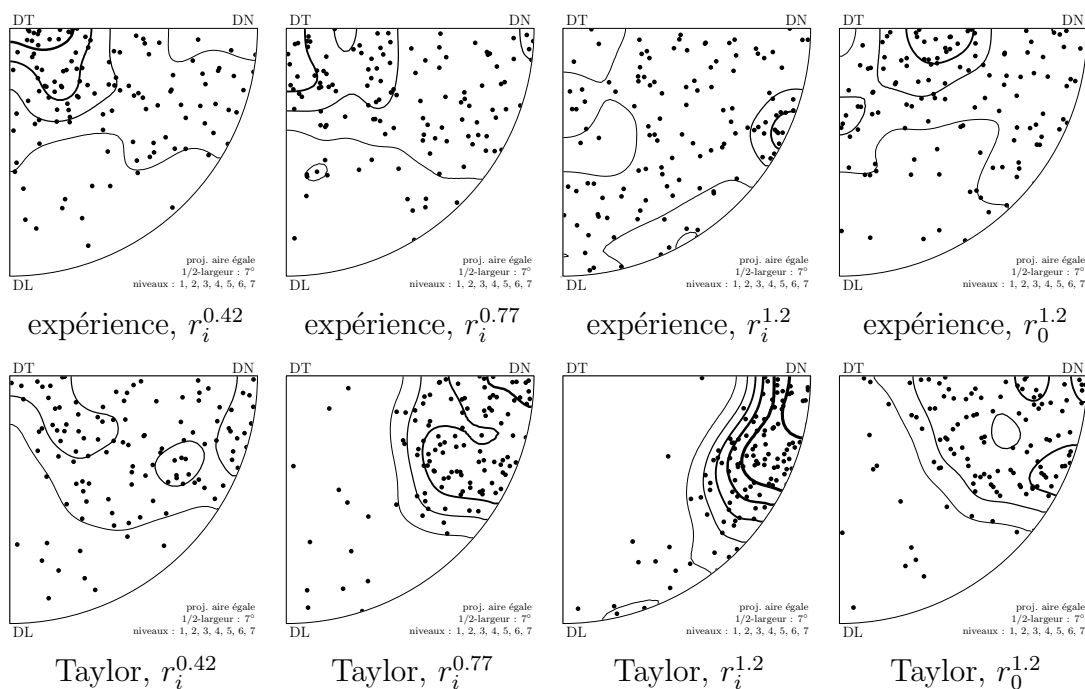 DT DN DT DN DT DN DT DN
proj. aire égale proj. aire égale proj. aire égale proj. aire égale
1/2-largeur : 7° 1/2-largeur : 7° 1/2-largeur : 7° 1/2-largeur : 7°
niveaux : 1, 2, 3, 4, 5, 6, 7 niveaux : 1, 2, 3, 4, 5, 6, 7 niveaux : 1, 2, 3, 4, 5, 6, 7 niveaux : 1, 2, 3, 4, 5, 6, 7
DL DL DL DL
expérience, r_i^{0.42} expérience, r_i^{0.77} expérience, r_i^{1.2} expérience, r_0^{1.2}
DT DN DT DN DT DN DT DN
proj. aire égale proj. aire égale proj. aire égale proj. aire égale
1/2-largeur : 7° 1/2-largeur : 7° 1/2-largeur : 7° 1/2-largeur : 7°
niveaux : 1, 2, 3, 4, 5, 6, 7 niveaux : 1, 2, 3, 4, 5, 6, 7 niveaux : 1, 2, 3, 4, 5, 6, 7 niveaux : 1, 2, 3, 4, 5, 6, 7
DL DL DL DL
Taylor, r_i^{0.42} Taylor, r_i^{0.77} Taylor, r_i^{1.2} Taylor, r_0^{1.2}